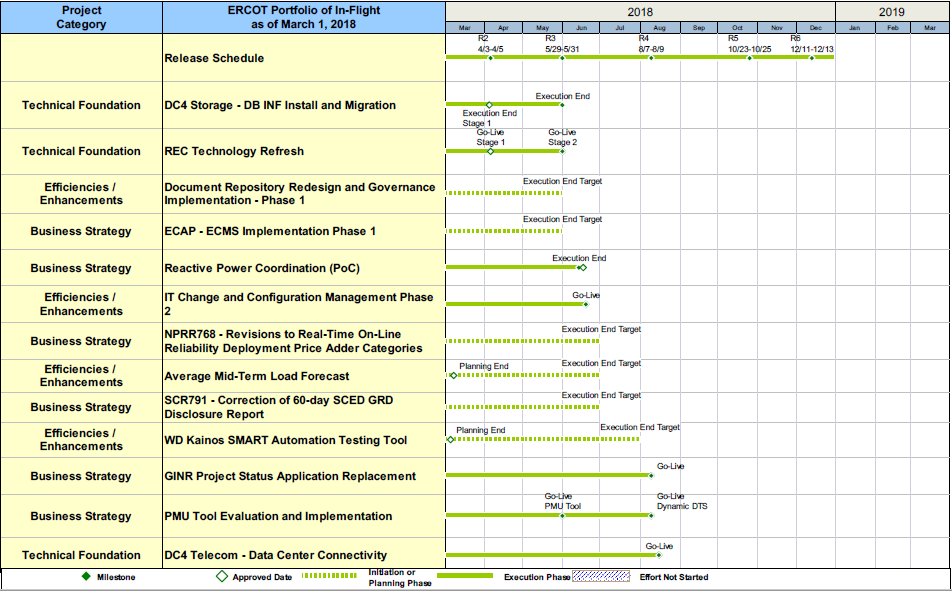 Project
Category
ERCOT Portfolio of In-Flight
as of March 1, 2018
2018
2019
Mar Apr May Jun Jul Aug Sep Oct Nov Dec Jan Feb Mar
Release Schedule
R2 R3 R4 R5 R6
4/3-4/5 5/29-5/31 8/7-8/9 10/23-10/25 12/11-12/13
Technical Foundation
DC4 Storage - DB INF Install and Migration
Execution End
Execution End
Stage 1
Technical Foundation
REC Technology Refresh
Go-Live
Stage 1
Go-Live
Stage 2
Efficiencies /
Enhancements
Document Repository Redesign and Governance
Implementation - Phase 1
Execution End Target
Business Strategy
ECAP - ECMS Implementation Phase 1
Execution End Target
Business Strategy
Reactive Power Coordination (PoC)
Execution End
Efficiencies /
Enhancements
IT Change and Configuration Management Phase
2
Go-Live
Business Strategy
NPRR768 - Revisions to Real-Time On-Line
Reliability Deployment Price Adder Categories
Execution End Target
Efficiencies /
Enhancements
Average Mid-Term Load Forecast
Planning End
Execution End Target
Business Strategy
SCR791 - Correction of 60-day SCED GRD
Disclosure Report
Execution End Target
Efficiencies /
Enhancements
WD Kainos SMART Automation Testing Tool
Planning End
Execution End Target
Business Strategy
GINR Project Status Application Replacement
Go-Live
Business Strategy
PMU Tool Evaluation and Implementation
Go-Live
PMU Tool
Go-Live
Dynamic DTS
Technical Foundation
DC4 Telecom - Data Center Connectivity
Go-Live
Milestone
Approved Date
Initiation or
Planning Phase
Execution Phase
Effort Not Started